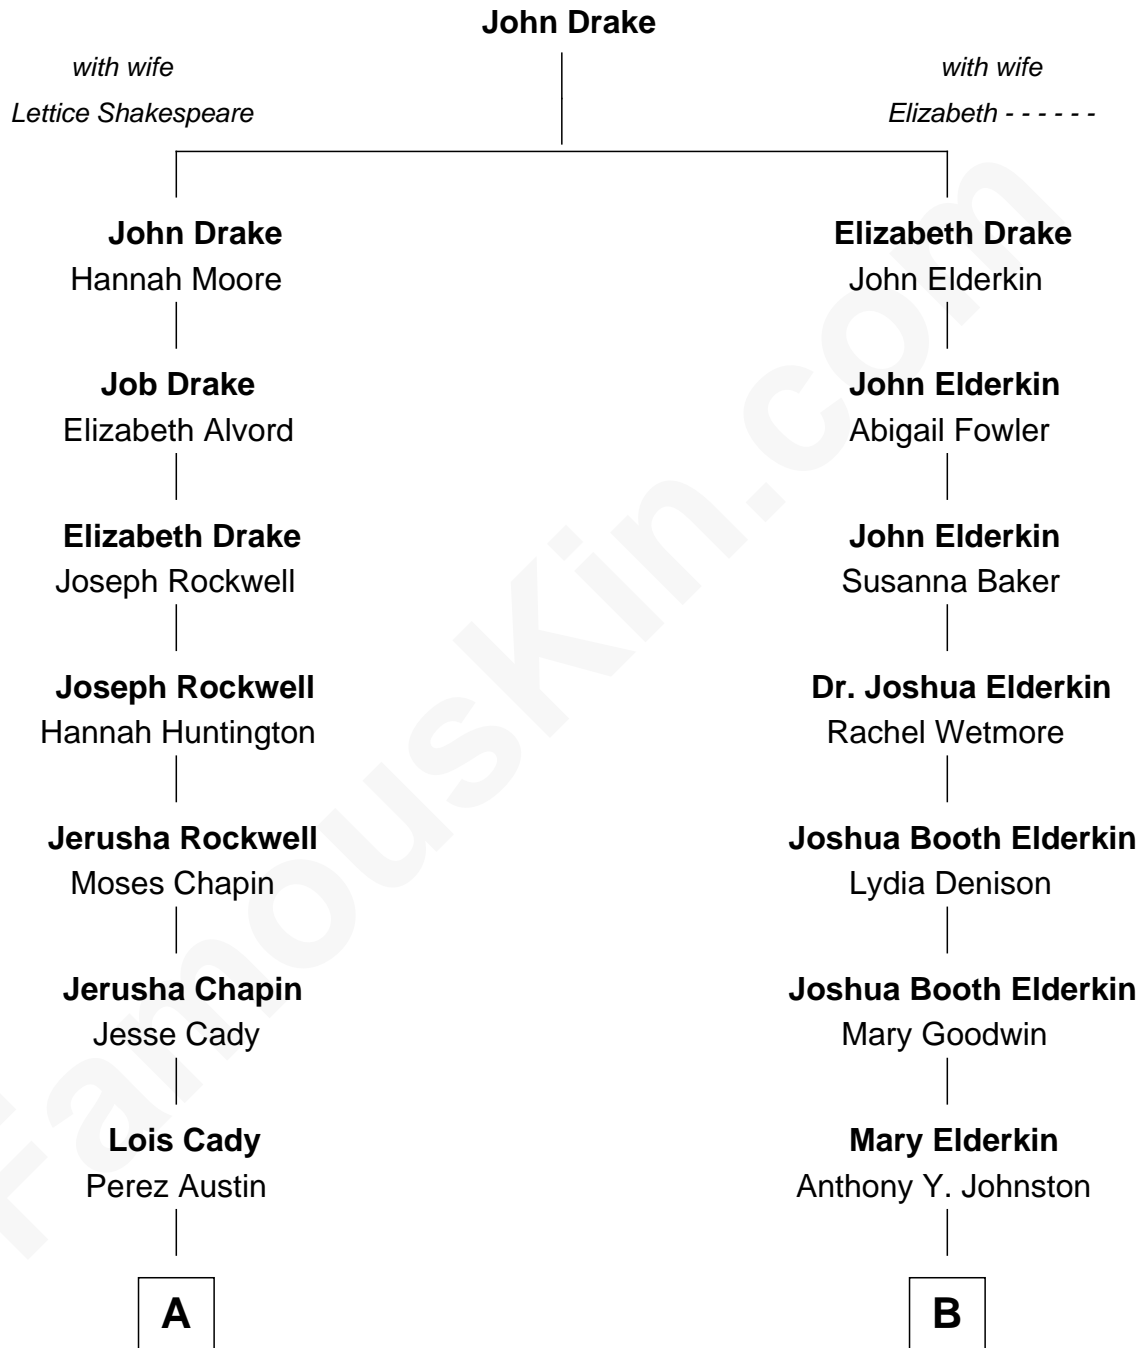 John Drake
with wife
Lettice Shakespeare
with wife
Elizabeth - - - - - -
John Drake
Hannah Moore
Elizabeth Drake
John Elderkin
Job Drake
Elizabeth Alvord
John Elderkin
Abigail Fowler
Elizabeth Drake
Joseph Rockwell
John Elderkin
Susanna Baker
Joseph Rockwell
Hannah Huntington
Dr. Joshua Elderkin
Rachel Wetmore
Jerusha Rockwell
Moses Chapin
Joshua Booth Elderkin
Lydia Denison
Jerusha Chapin
Jesse Cady
Joshua Booth Elderkin
Mary Goodwin
Lois Cady
Perez Austin
Mary Elderkin
Anthony Y. Johnston
A
B
FamousKin.com